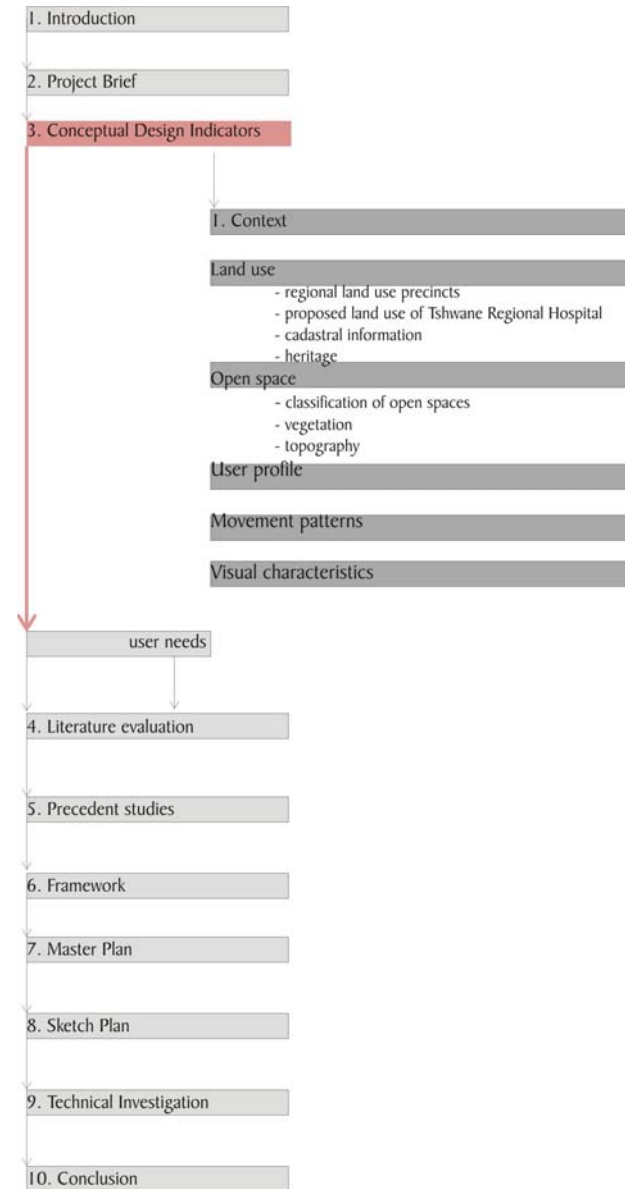 1. Introduction
2. Project Brief
3. Conceptual Design Indicators
1. Context
Land use
- regional land use precincts
- proposed land use of Tshwane Regional Hospital
- cadastral information
- heritage
Open space
- classification of open spaces
- vegetation
- topography
User profile
Movement patterns
Visual characteristics
user needs
4. Literature evaluation
5. Precedent studies
6. Framework
7. Master Plan
8. Sketch Plan
9. Technical Investigation
10. Conclusion